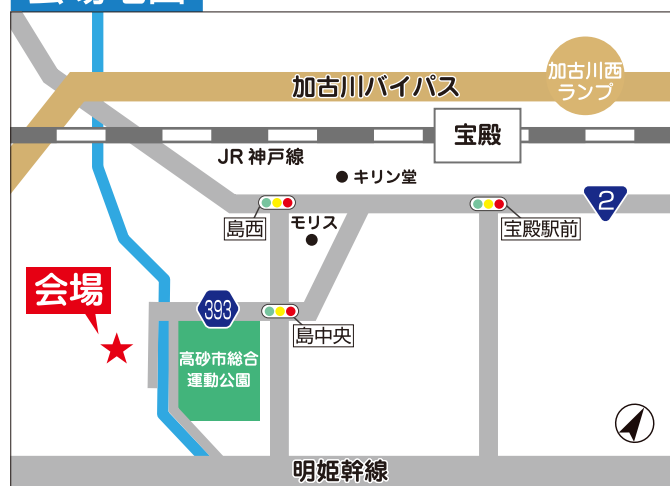 加古川西
ランプ
加古川バイパス
宝殿
JR 神戸線
キリン堂
2
島西
モリス
宝殿駅前
会場
393
島中央
高砂市総合
運動公園
明姫幹線